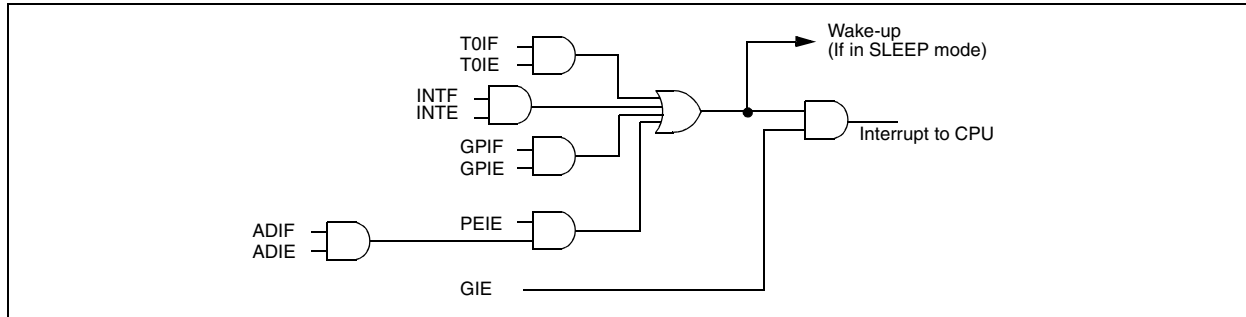 Wake-up
(If in SLEEP mode)
T0IF
T0IE
INTF
INTE
Interrupt to CPU
GPIF
GPIE
PEIE
ADIF
ADIE
GIE